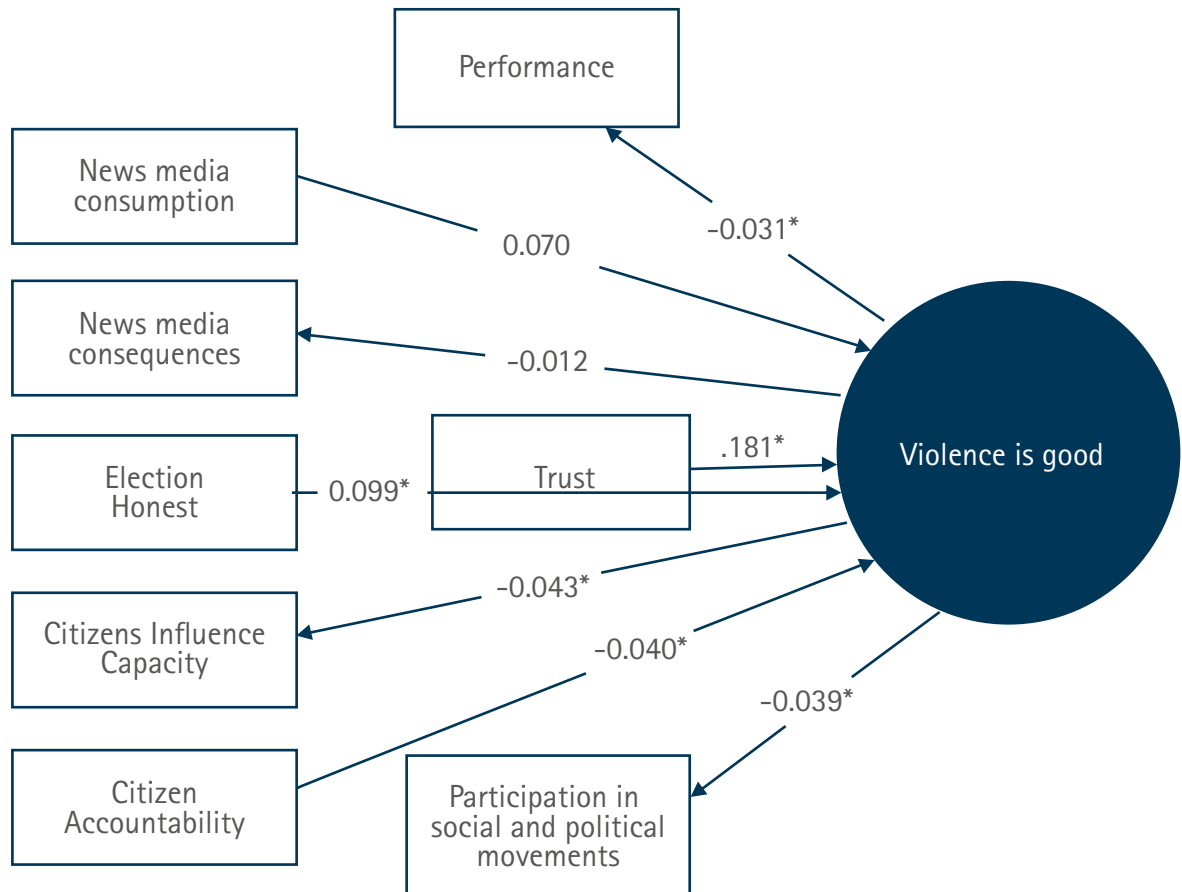 Performance
News media
consumption
-0.031*
0.070
News media
consequences
-0.012
Election
Honest
0.099*
Trust
.181*
Violence is good
Citizens Influence
Capacity
-0.043*
-0.040*
-0.039*
Citizen
Accountability
Participation in
social and political
movements